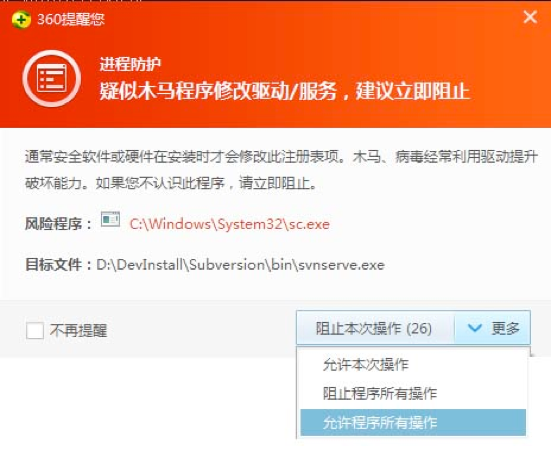 360提醒您
进程防护
疑似木马程序修改驱动/服务，建议立即阻止
通常安全软件或硬件在安装时才会修改此注册表项。木马、病毒经常利用驱动提升
破坏能力。如果您不认识此程序，请立即阻止。
风险程序： C:\Windows\System32\sc.exe
目标文件：D:\DevInstall\Subversion\bin\svnserve.exe
不再提醒 阻止本次操作 (26) 更多
允许本次操作
阻止程序所有操作
允许程序所有操作